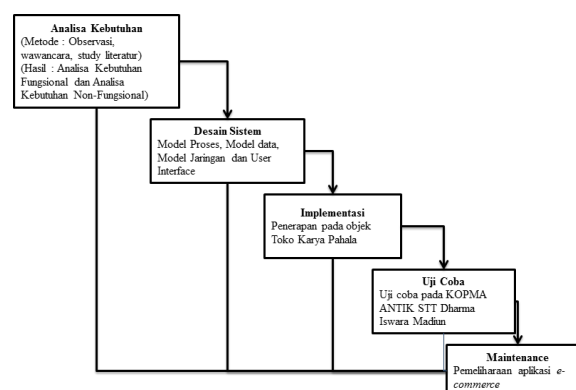 Analisa Kebutuhan
(Metode : Observasi,
wawancara, study literatur)
(Hasil : Analisa Kebutuhan
Fungsional dan Analisa
Kebutuhan Non-Fungsional)
Desain Sistem
Model Proses, Model data,
Model Jaringan dan User
Interface
Implementasi
Penerapan pada objek
Toko Karya Pahala
Uji Coba
Uji coba pada KOPMA
ANTIK STT Dharma
Iswara Madiun
Maintenance
Pemeliharaan aplikasi e-
commerce